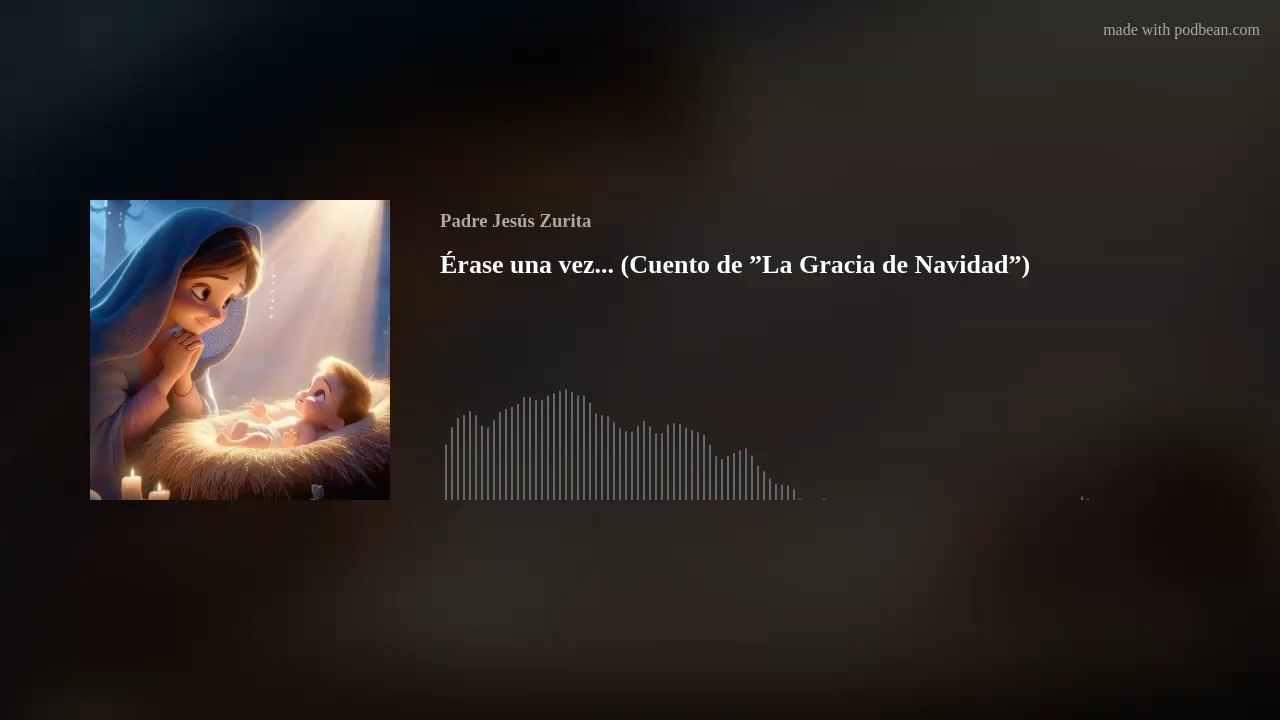 made with podbean.com
Padre Jesús Zurita
Érase una vez... (Cuento de ”La Gracia de Navidad”)